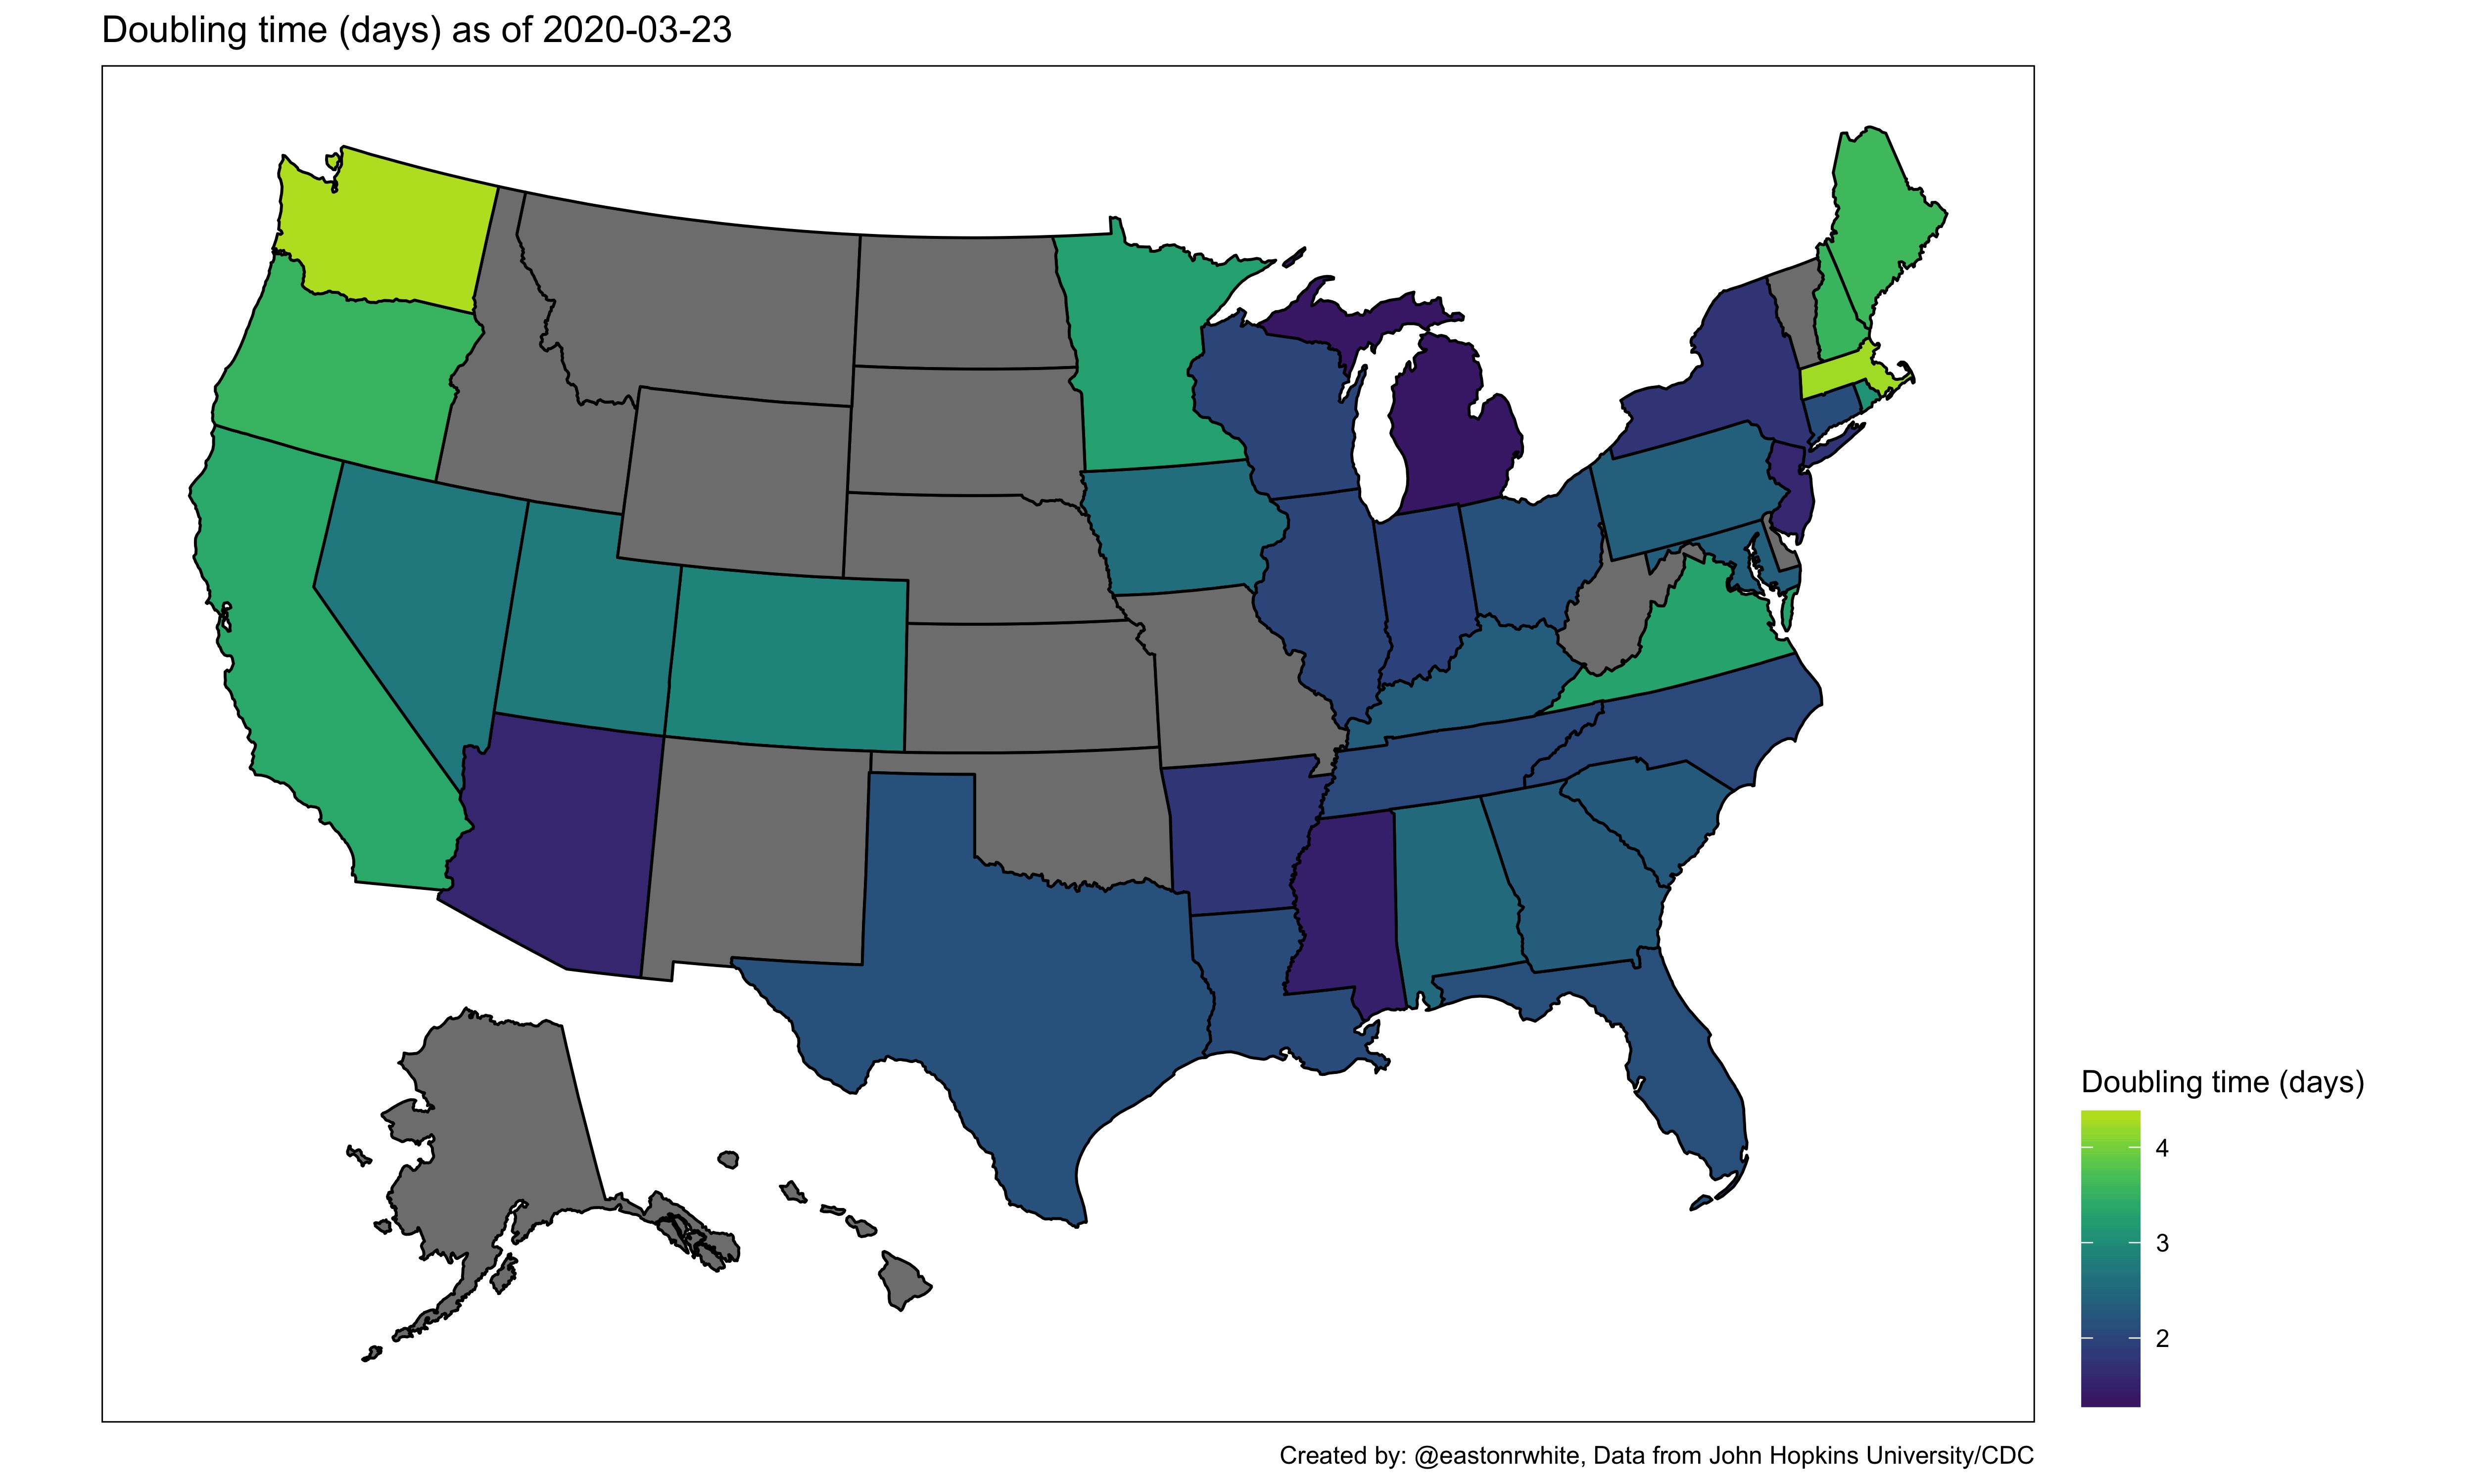 Doubling time (days) as of 2020-03-23
Doubling time (days)
4
3
2
Created by: @eastonrwhite, Data from John Hopkins University/CDC